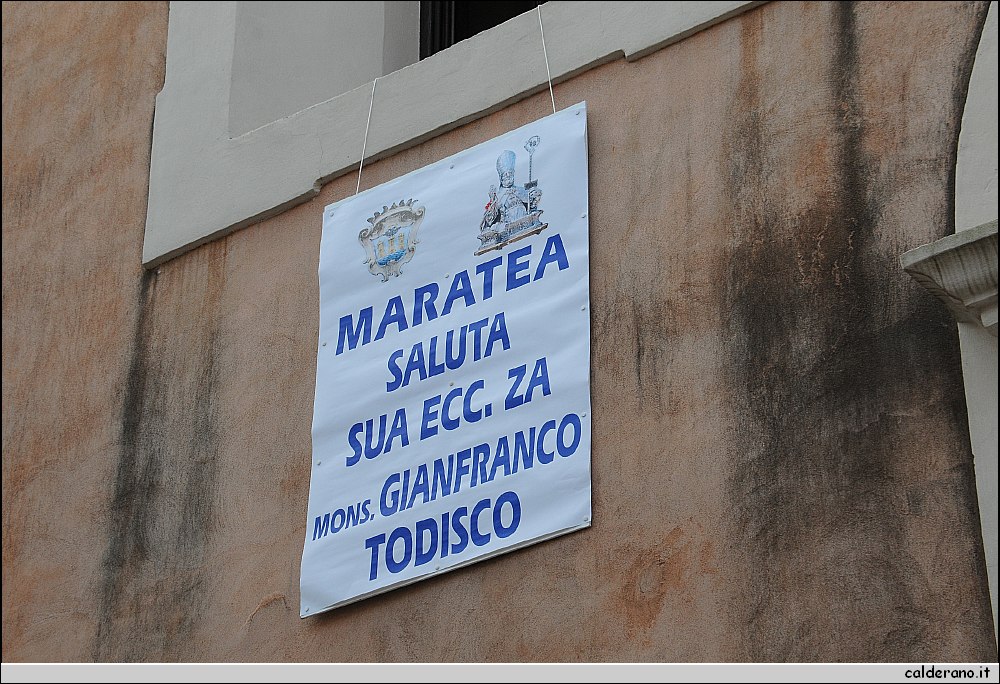 MARATEA
SALUTA
SUA ECC. ZA
MONS. GIANFRANCO
TODISCO
calderano.it